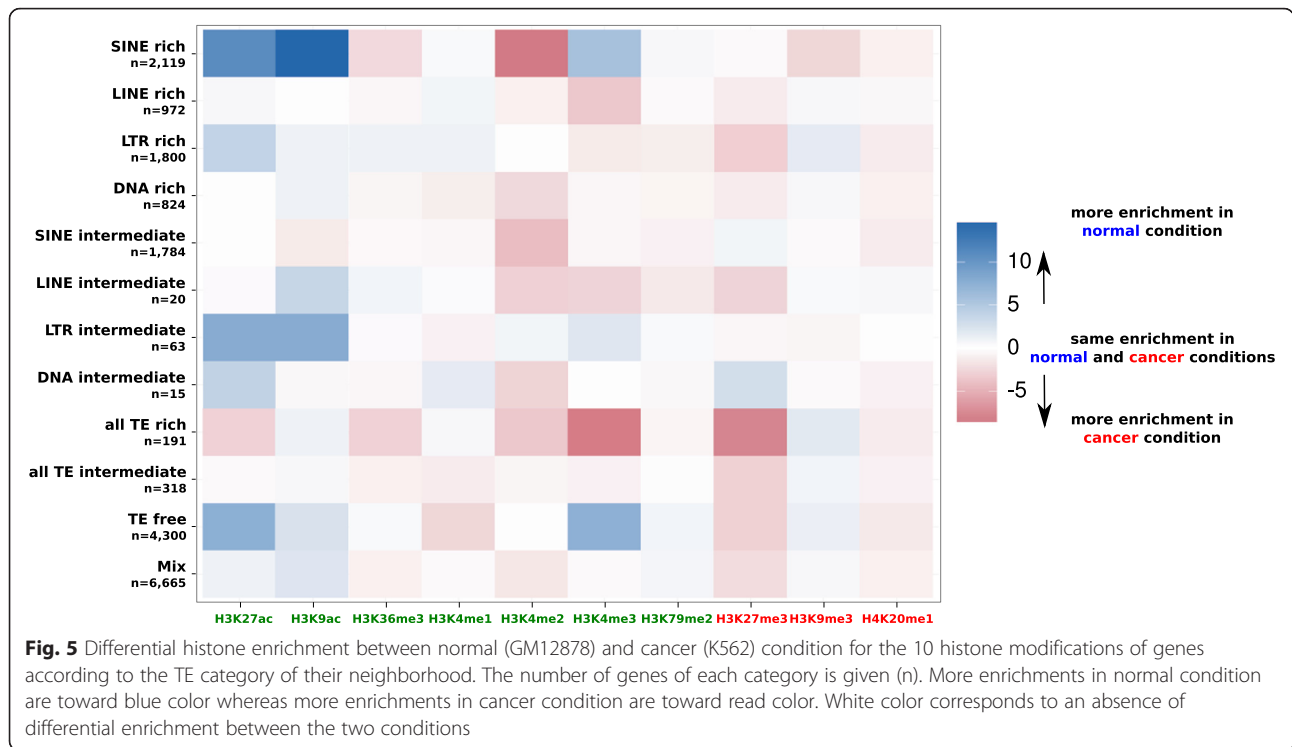 SINE rich
n=2,119
LINE rich
n=972
LTR rich
n=1,800
DNA rich
n=824
SINE intermediate
n=1,784
LINE intermediate
n=20
LTR intermediate
n=63
DNA intermediate
n=15
all TE rich
n=191
all TE intermediate
n=318
TE free
n=4,300
Mix
n=6,665
H3K27ac H3K9ac H3K36me3 H3K4me1 H3K4me2 H3K4me3 H3K79me2 H3K27me3 H3K9me3 H4K20me1
10
5
0
-5
more enrichment in
normal condition
same enrichment in
normal and cancer conditions
more enrichment in
cancer condition
Fig. 5 Differential histone enrichment between normal (GM12878) and cancer (K562) condition for the 10 histone modifications of genes
according to the TE category of their neighborhood. The number of genes of each category is given (n). More enrichments in normal condition
are toward blue color whereas more enrichments in cancer condition are toward read color. White color corresponds to an absence of
differential enrichment between the two conditions